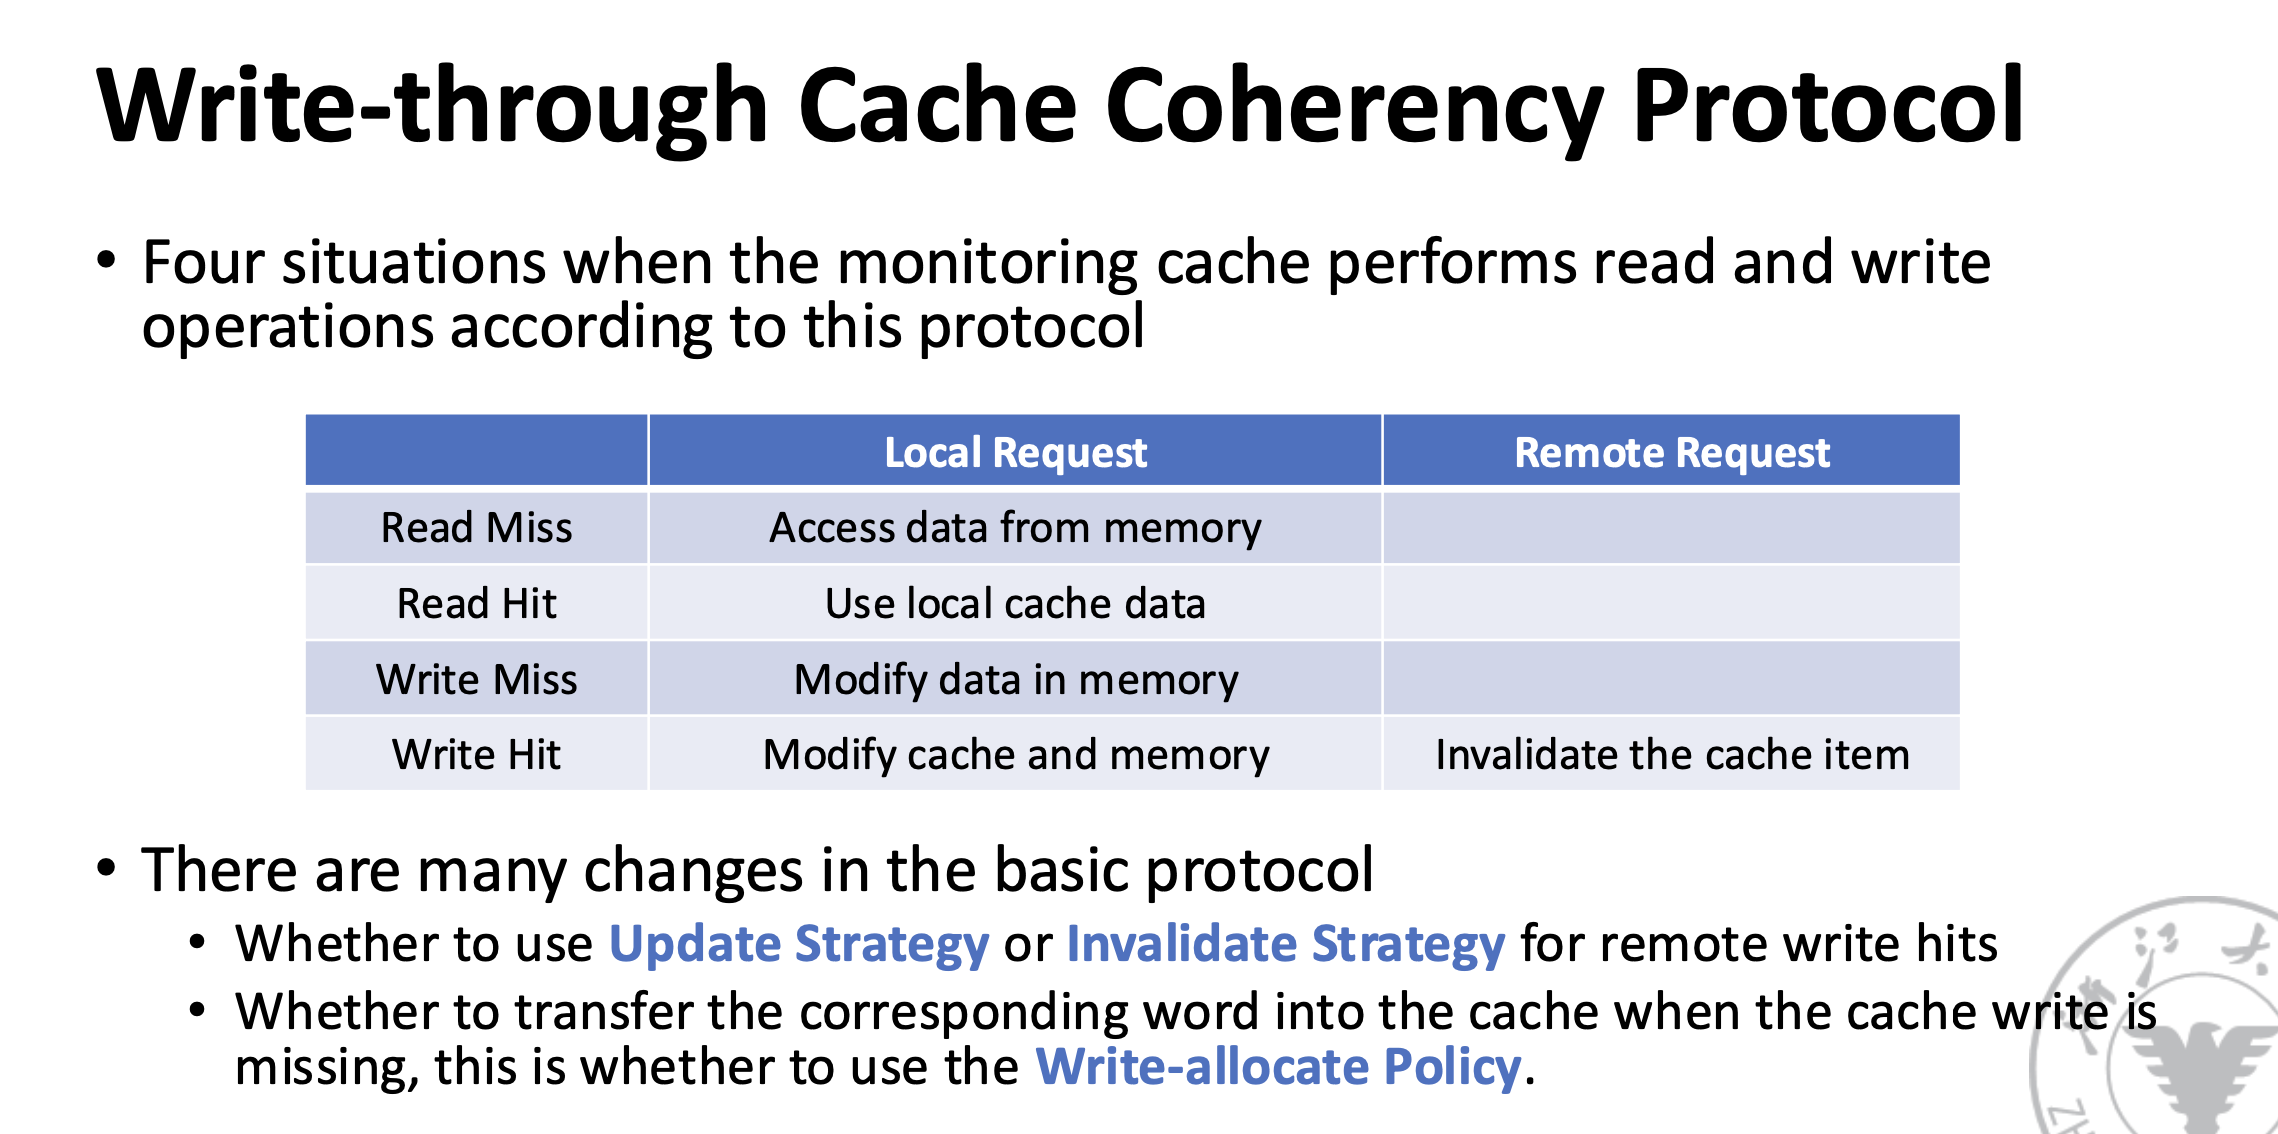 Write-through Cache Coherency Protocol
• Four situations when the monitoring cache performs read and write
operations according to this protocol
Local Request Remote Request
Read Miss Access data from memory
Read Hit Use local cache data
Write Miss Modify data in memory
Write Hit Modify cache and memory Invalidate the cache item
• There are many changes in the basic protocol
• Whether to use Update Strategy or Invalidate Strategy for remote write hits
• Whether to transfer the corresponding word into the cache when the cache write is
missing, this is whether to use the Write-allocate Policy.